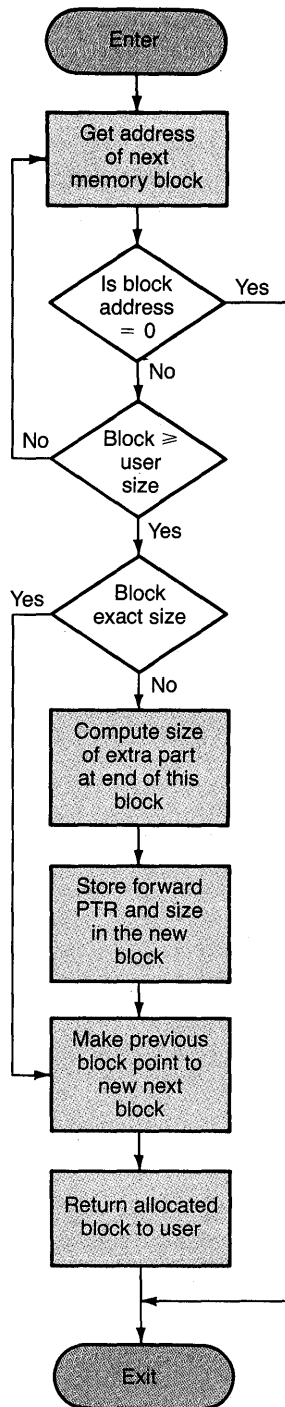 Enter
Get address
of next
memory block
Is block
address
= 0
Yes
No
No
Block ≥
user
size
Yes
Yes
Block
exact size
No
Compute size
of extra part
at end of this
block
Store forward
PTR and size
in the new
block
Make previous
block point to
new next
block
Return allocated
block to user
Exit